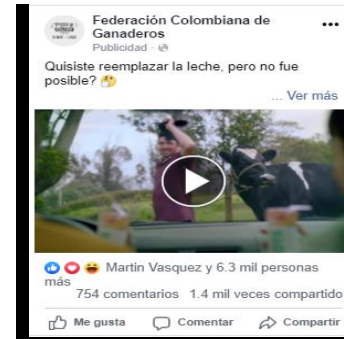 Federación Colombiana de
Ganaderos
Publicidad ·
Quisiste reemplazar la leche, pero no fue
posible? 🤔
... Ver más
Martin Vasquez y 6.3 mil personas
más
754 comentarios 1.4 mil veces compartido
Me gusta Comentar Compartir